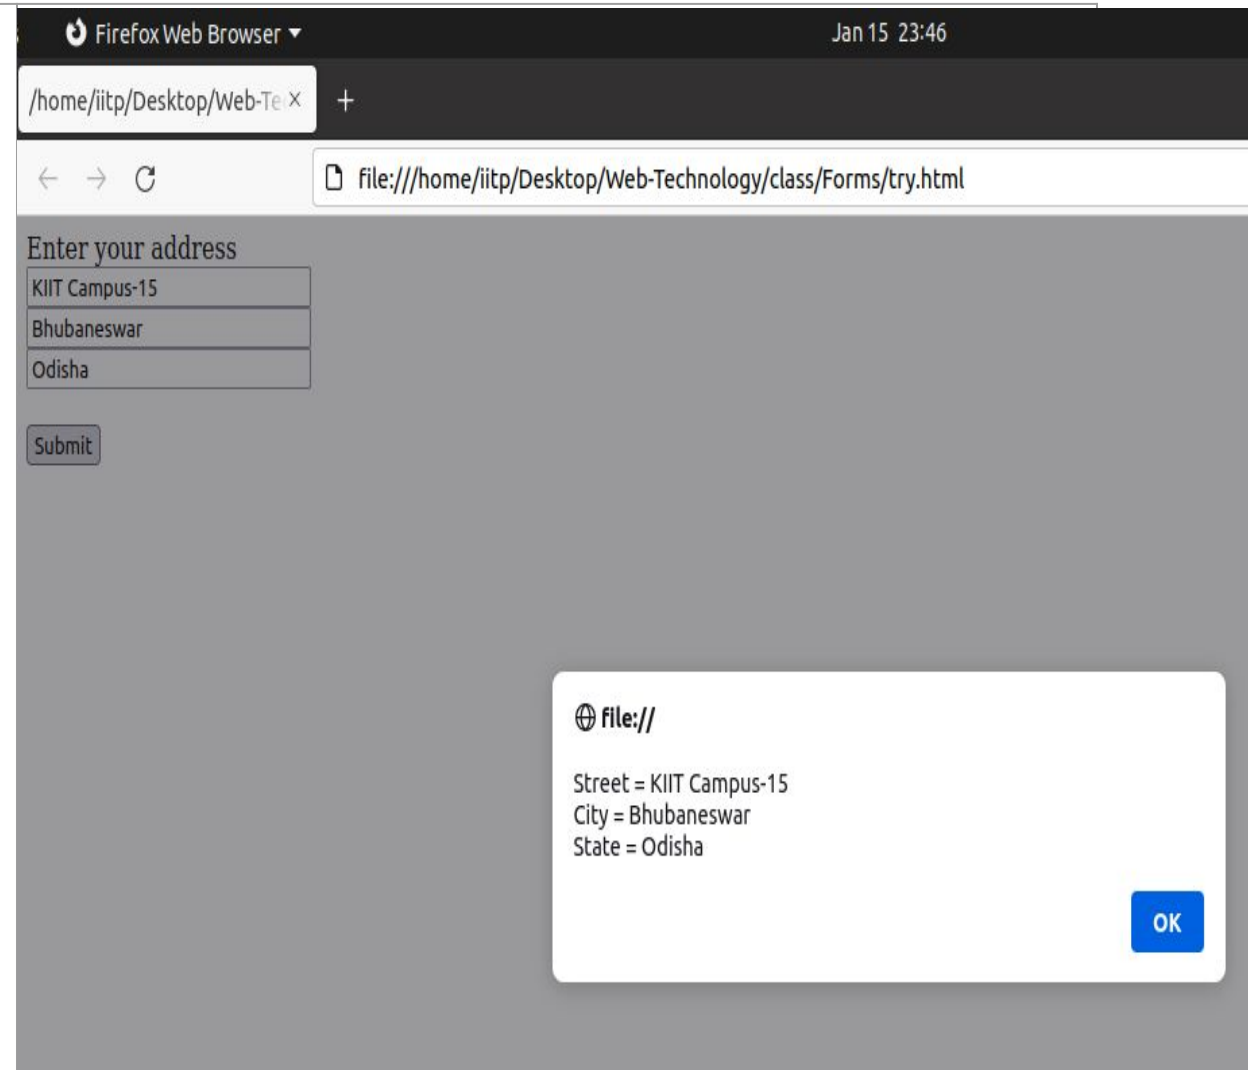 Firefox Web Browser
Jan 15 23:46
/home/iitp/Desktop/Web-Te
file:///home/iitp/Desktop/Web-Technology/class/Forms/try.html
Enter your address
KIIT Campus-15
Bhubaneswar
Odisha
Submit
file://
Street = KIIT Campus-15
City = Bhubaneswar
State = Odisha
OK